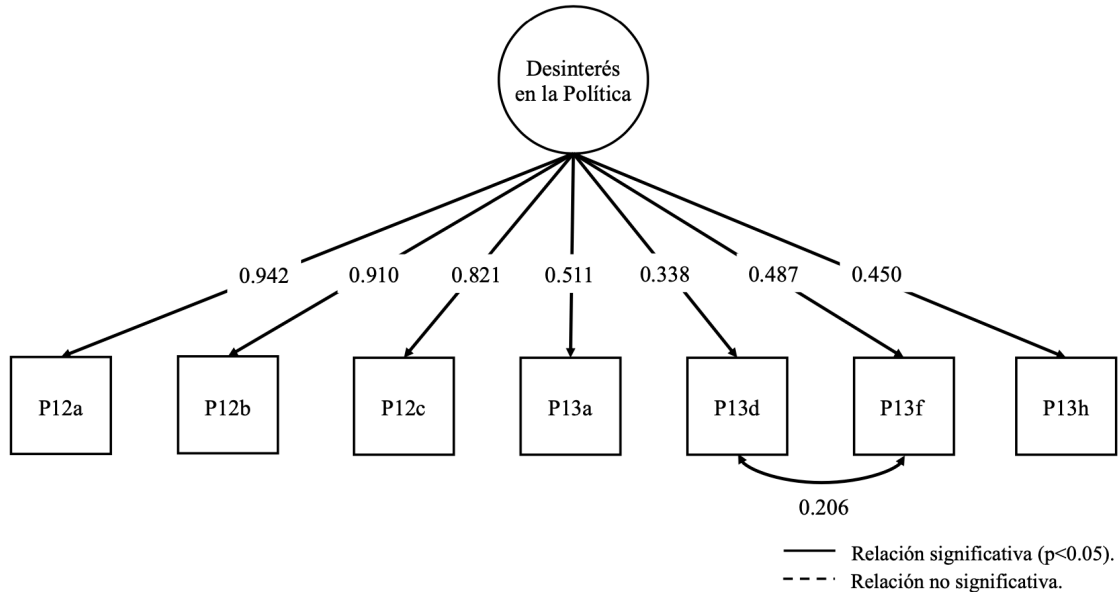 Desinterés
en la Política
0.942 0.910 0.821 0.511 0.338 0.487 0.450
P12a P12b P12c P13a P13d P13f P13h
0.206
Relación significativa (p<0.05).
Relación no significativa.